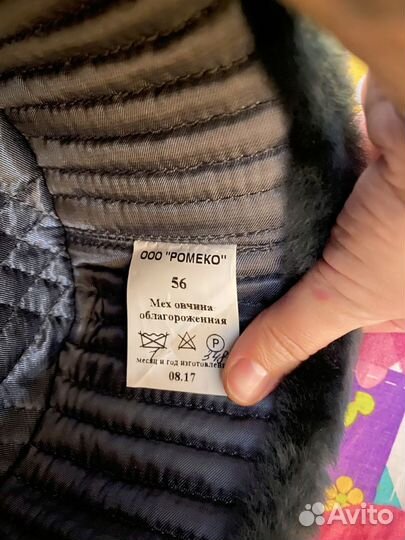 ООО "РОМЕКО"
56
Мех овчина
облагороженная
P
месяц и год изготовления
08.17
Avito